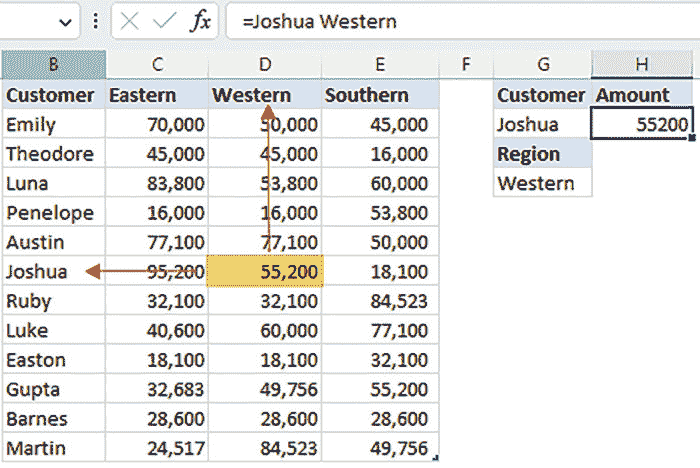 fx =Joshua Western
B C D E F G H
Customer Eastern Western Southern Customer Amount
Emily 70,000 50,000 45,000 Joshua 55200
Theodore 45,000 45,000 16,000 Region
Luna 83,800 53,800 60,000 Western
Penelope 16,000 16,000 53,800
Austin 77,100 77,100 50,000
Joshua 95,200 55,200 18,100
Ruby 32,100 32,100 84,523
Luke 40,600 60,000 77,100
Easton 18,100 18,100 32,100
Gupta 32,683 49,756 55,200
Barnes 28,600 28,600 28,600
Martin 24,517 84,523 49,756